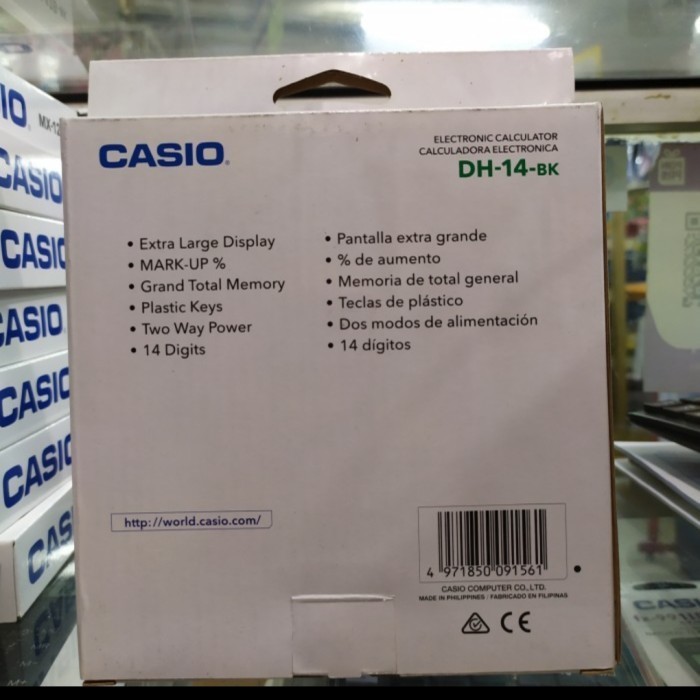 CASIO
ELECTRONIC CALCULATOR
CALCULADORA ELECTRONICA
DH-14-BK
• Extra Large Display
• MARK-UP %
• Grand Total Memory
• Plastic Keys
• Two Way Power
• 14 Digits
• Pantalla extra grande
• % de aumento
• Memoria de total general
• Teclas de plástico
• Dos modos de alimentación
• 14 dígitos
http://world.casio.com/
4 971850 091561
CASIO COMPUTER CO., LTD.
MADE IN PHILIPPINES / FABRICADO EN FILIPINAS
CE
CASIO
CASIO
CASIO
CASIO
CASIO